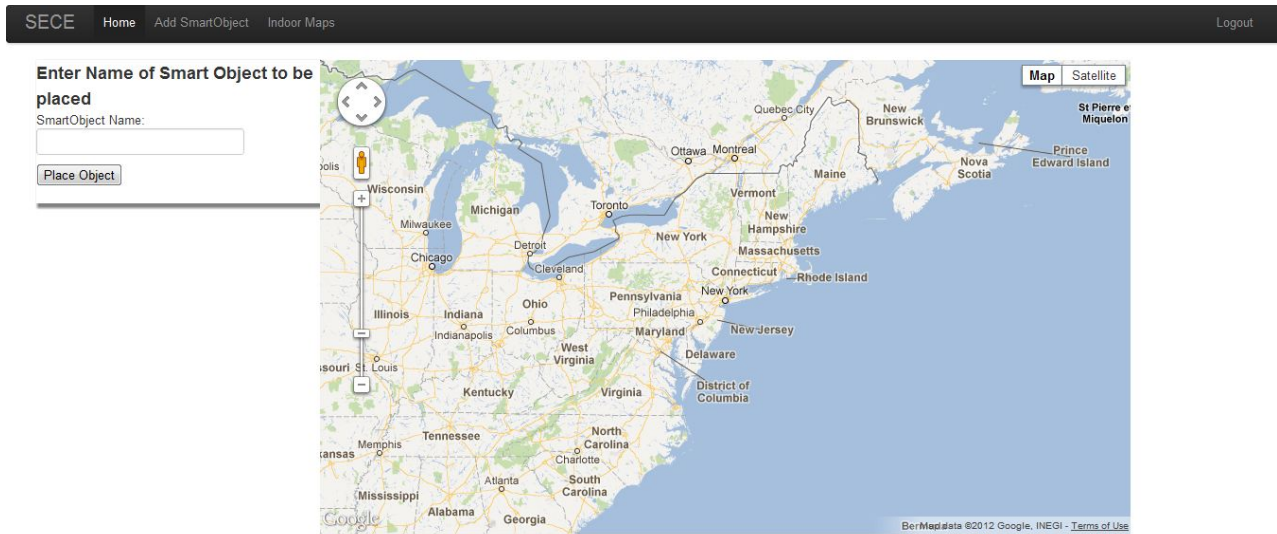 SECE Home Add SmartObject Indoor Maps Logout
Enter Name of Smart Object to be
placed
SmartObject Name:
Place Object
Map Satellite
St Pierre
Miquelon
Quebec City
New
Brunswick
Ottawa Montreal
Prince
Edward Island
Nova
Scotia
Maine
olis
Wisconsin
Vermont
Michigan
Toronto
New
Hampshire
Milwaukee
New York
Detroit
Massachusetts
Chicago
Cleveland
Connecticut
Rhode Island
Pennsylvania
New York
Ohio
Philadelphia
Illinois
Indiana
Indianapolis
Columbus
Maryland
New Jersey
West
Virginia
Delaware
souri St. Louis
Kentucky
Virginia
District of
Columbia
North
Carolina
Tennessee
Memphis
kansas
Charlotte
Atlanta
South
Carolina
Mississippi
Alabama
Georgia
Google
Map data ©2012 Google, INEGI - Terms of Use